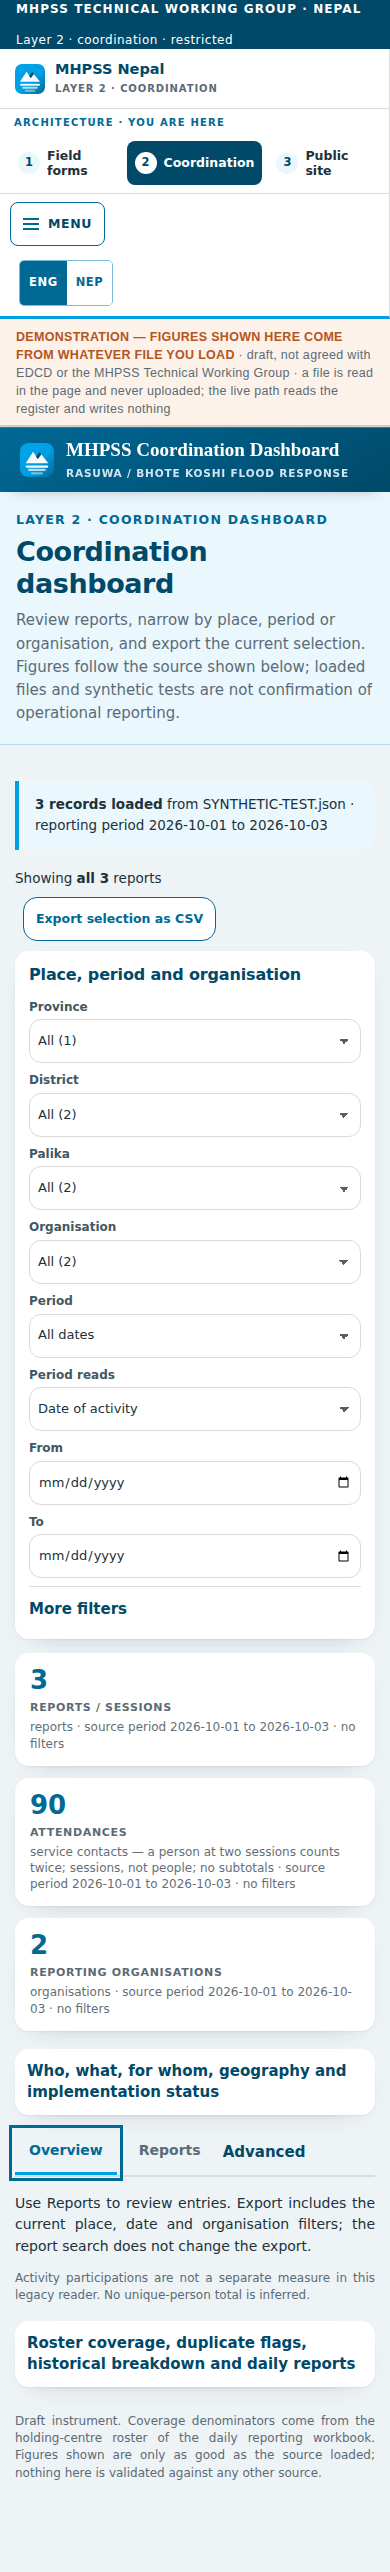 MHPSS TECHNICAL WORKING GROUP · NEPAL
Layer 2 · coordination · restricted
MHPSS Nepal
LAYER 2 · COORDINATION
ARCHITECTURE · YOU ARE HERE
1 Field forms
2 Coordination
3 Public site
MENU
ENG NEP
DEMONSTRATION — FIGURES SHOWN HERE COME
FROM WHATEVER FILE YOU LOAD · draft, not agreed with
EDCD or the MHPSS Technical Working Group · a file is read
in the page and never uploaded; the live path reads the
register and writes nothing
MHPSS Coordination Dashboard
RASUWA / BHOTE KOSHI FLOOD RESPONSE
LAYER 2 · COORDINATION DASHBOARD
Coordination
dashboard
Review reports, narrow by place, period or
organisation, and export the current selection.
Figures follow the source shown below; loaded
files and synthetic tests are not confirmation of
operational reporting.
3 records loaded from SYNTHETIC-TEST.json ·
reporting period 2026-10-01 to 2026-10-03
Showing all 3 reports
Export selection as CSV
Place, period and organisation
Province
All (1)
District
All (2)
Palika
All (2)
Organisation
All (2)
Period
All dates
Period reads
Date of activity
From
mm/dd/yyyy
To
mm/dd/yyyy
More filters
3
REPORTS / SESSIONS
reports · source period 2026-10-01 to 2026-10-03 · no
filters
90
ATTENDANCES
service contacts — a person at two sessions counts
twice; sessions, not people; no subtotals · source
period 2026-10-01 to 2026-10-03 · no filters
2
REPORTING ORGANISATIONS
organisations · source period 2026-10-01 to 2026-10-
03 · no filters
Who, what, for whom, geography and
implementation status
Overview Reports Advanced
Use Reports to review entries. Export includes the
current place, date and organisation filters; the
report search does not change the export.
Activity participations are not a separate measure in this
legacy reader. No unique-person total is inferred.
Roster coverage, duplicate flags,
historical breakdown and daily reports
Draft instrument. Coverage denominators come from the
holding-centre roster of the daily reporting workbook.
Figures shown are only as good as the source loaded;
nothing here is validated against any other source.